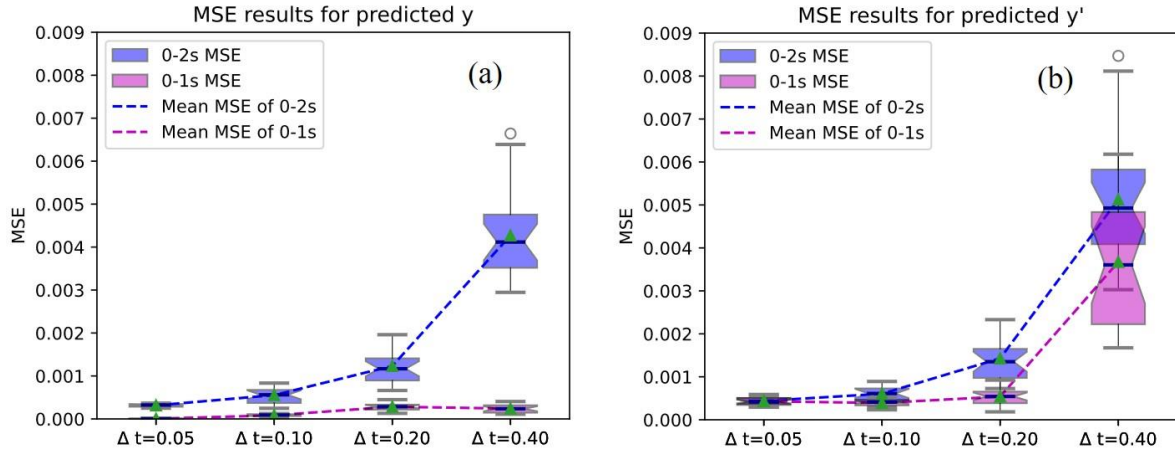 MSE results for predicted y
0.009
0.008
0.007
0.006
0.005
0.004
0.003
0.002
0.001
0.000
MSE
0-2s MSE
0-1s MSE
Mean MSE of 0-2s
Mean MSE of 0-1s
(a)
Δ t=0.05 Δ t=0.10 Δ t=0.20 Δ t=0.40
MSE results for predicted y'
0.009
0.008
0.007
0.006
0.005
0.004
0.003
0.002
0.001
0.000
MSE
0-2s MSE
0-1s MSE
Mean MSE of 0-2s
Mean MSE of 0-1s
(b)
Δ t=0.05 Δ t=0.10 Δ t=0.20 Δ t=0.40